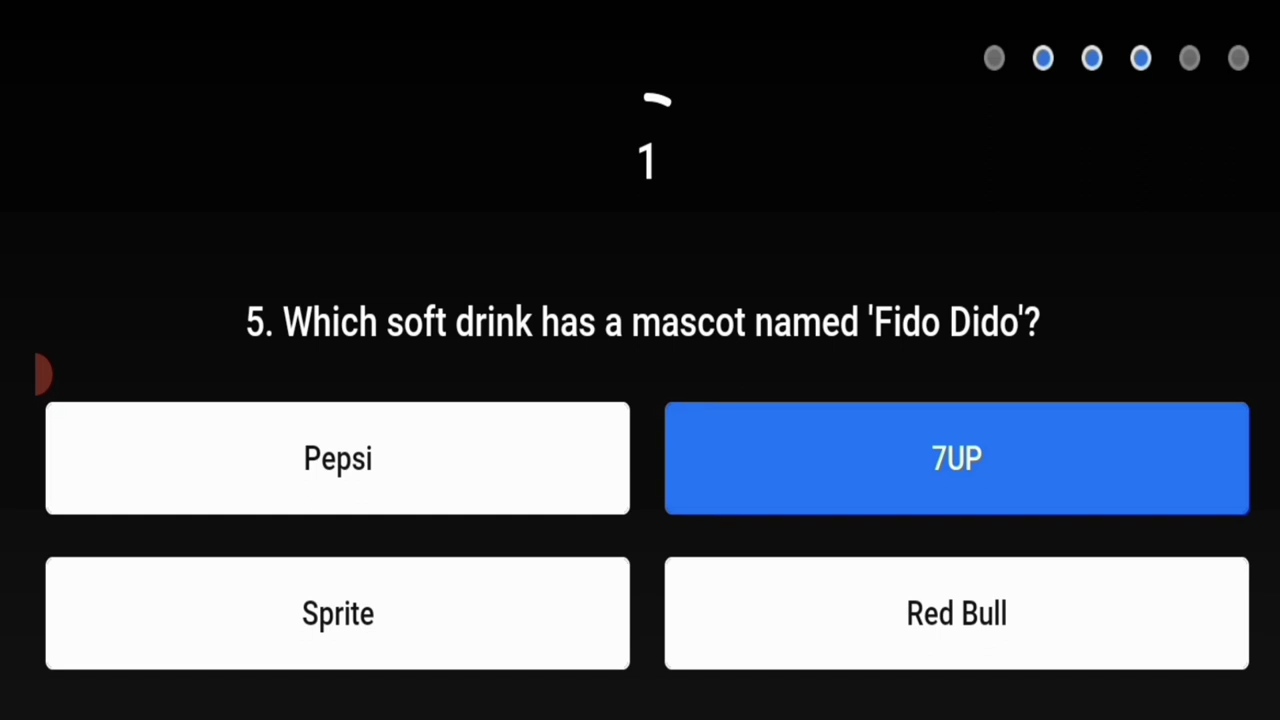 1
5. Which soft drink has a mascot named 'Fido Dido'?
Pepsi
7UP
Sprite
Red Bull